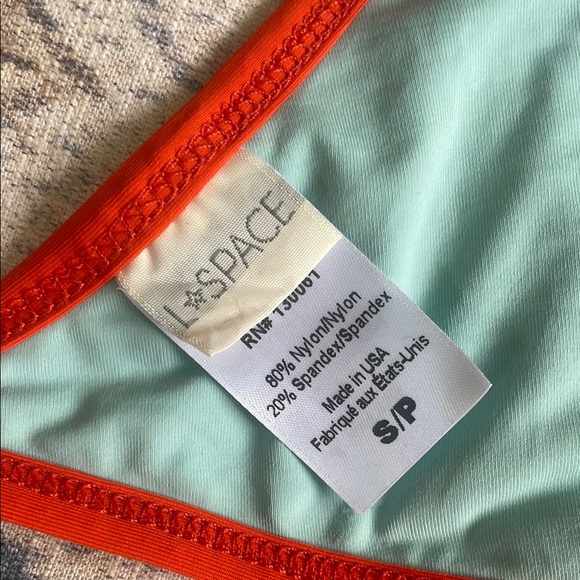 L*SPACE
RN# 130061
80% Nylon/Nylon
20% Spandex/Spandex
Made in USA
Fabriqué aux États-Unis
S/P